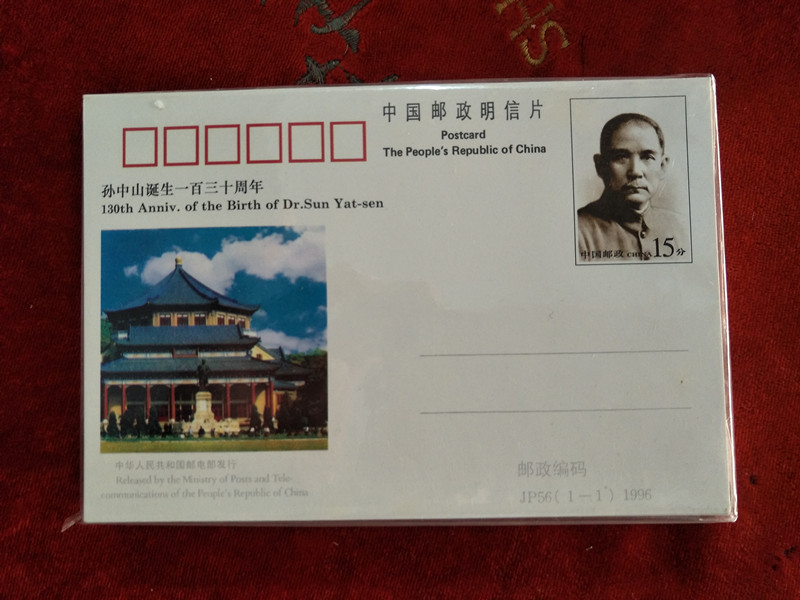 中国邮政明信片
Postcard
The People's Republic of China
孙中山诞生一百三十周年
130th Anniv. of the Birth of Dr.Sun Yat-sen
中国邮政 15分
中华人民共和国邮电部发行
Released by the Ministry of Posts and Tele-
communications of the People's Republic of China
邮政编码
JP56(1—1) 1996